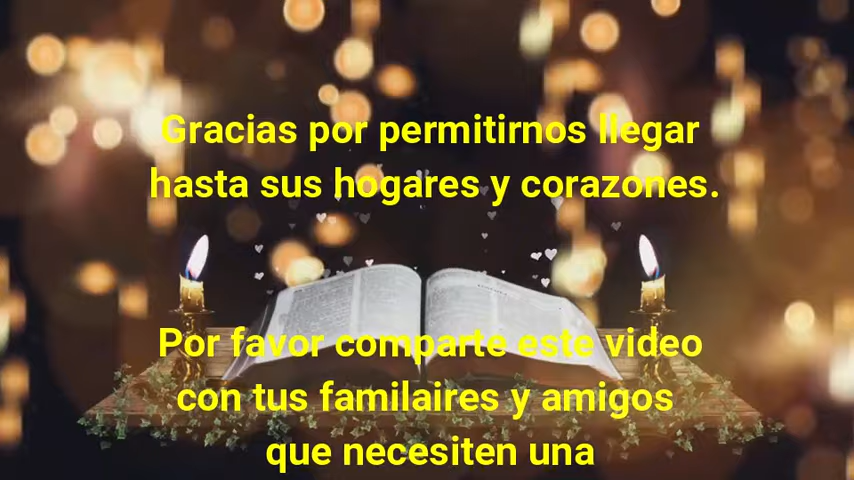 Gracias por permitirnos llegar
hasta sus hogares y corazones.
Por favor comparte este video
con tus familaires y amigos
que necesiten una